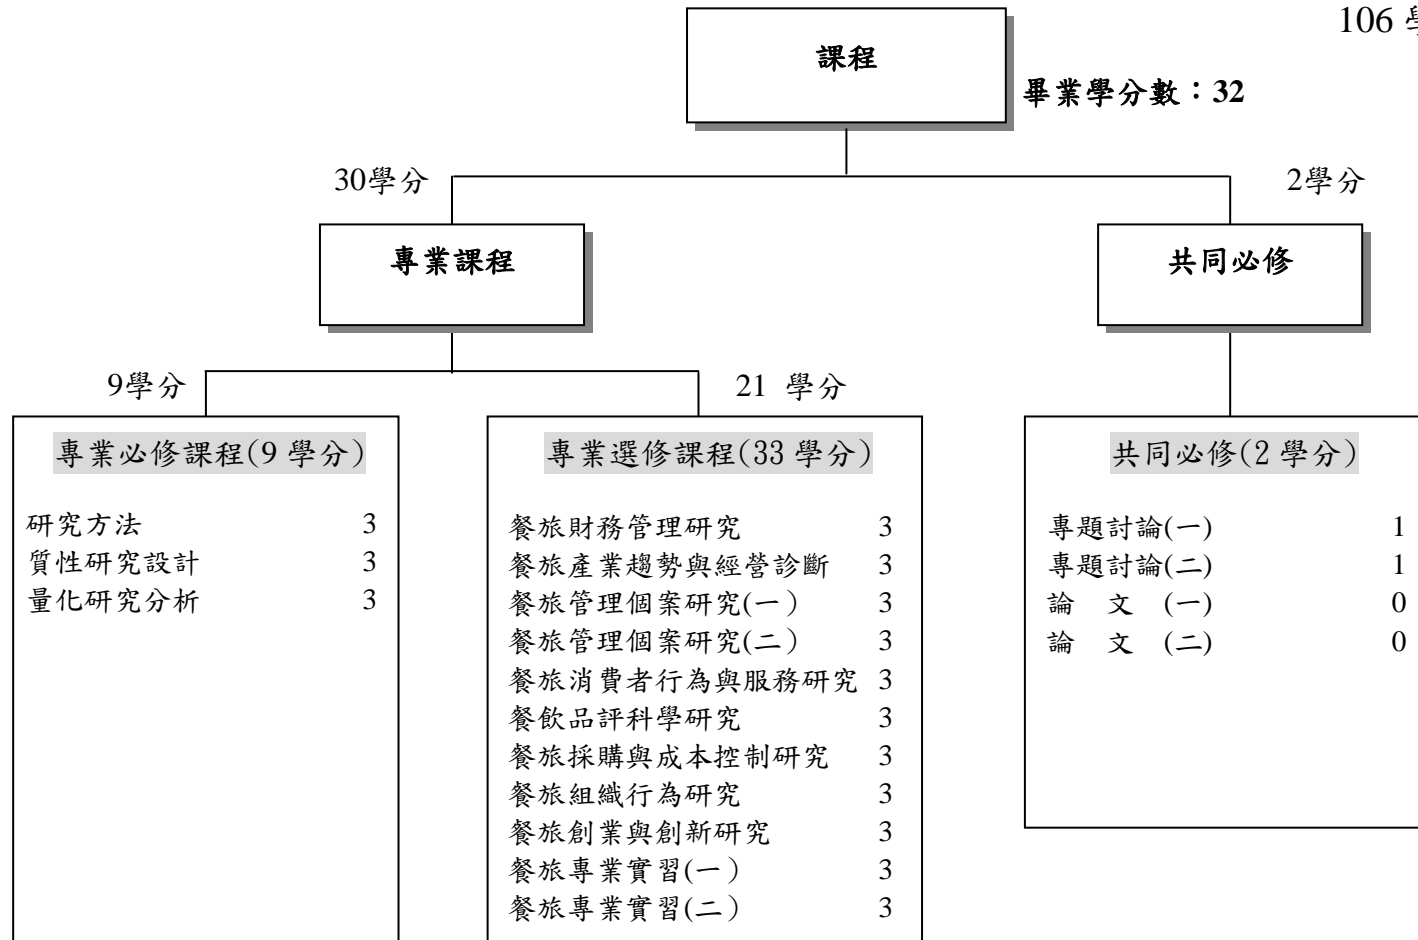 106 學
課程
畢業學分數：32
30學分
2學分
專業課程
共同必修
9學分
21 學分
專業必修課程(9 學分)
研究方法 3
質性研究設計 3
量化研究分析 3
專業選修課程(33 學分)
餐旅財務管理研究 3
餐旅產業趨勢與經營診斷 3
餐旅管理個案研究(一) 3
餐旅管理個案研究(二) 3
餐旅消費者行為與服務研究 3
餐飲品評科學研究 3
餐旅採購與成本控制研究 3
餐旅組織行為研究 3
餐旅創業與創新研究 3
餐旅專業實習(一) 3
餐旅專業實習(二) 3
共同必修(2 學分)
專題討論(一) 1
專題討論(二) 1
論 文 (一) 0
論 文 (二) 0